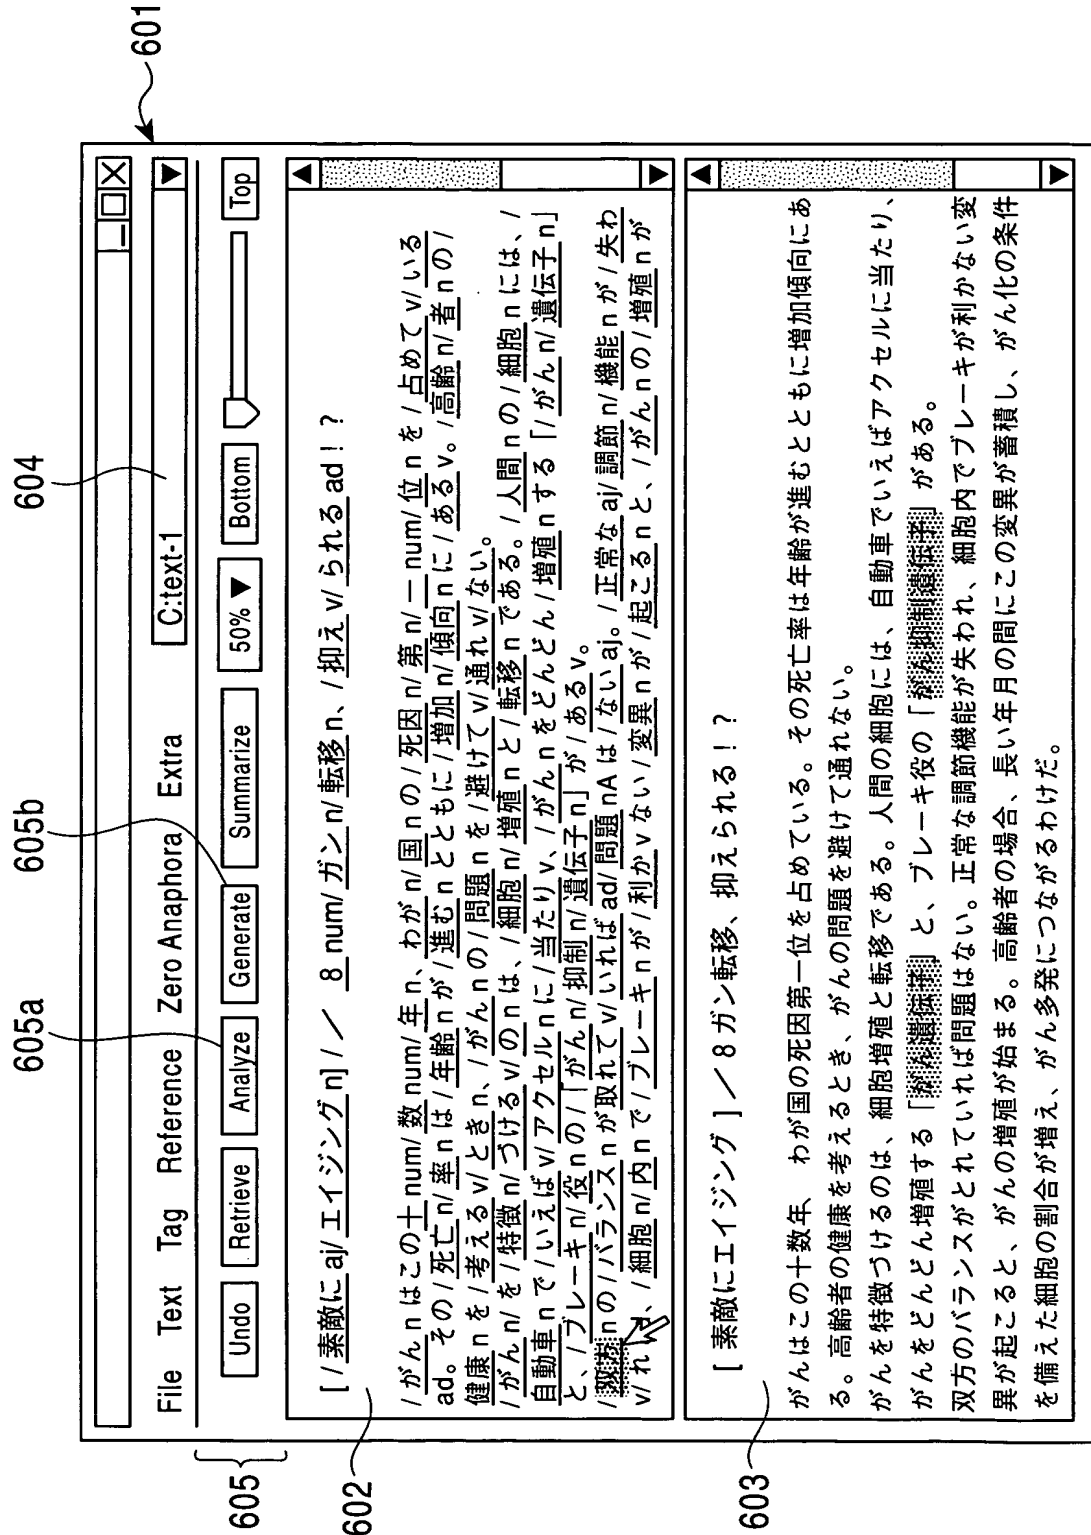 601
604
605b
605a
C:text-1
File Text Tag Reference Zero Anaphora Extra
605
Undo Retrieve Analyze Generate Summarize 50% ▼ Bottom Top
602
[ /素敵に aj/ エイジング n] / ／ 8 num/ ガン n/ 転移 n、/抑え v/ られる ad！？
/がん n はこの十 num/ 数 num/ 年 n、わが n/ 国 n の /死因 n/ 第 n/ 一 num/ 位 n を /占めて v/ いる
ad。その /死亡 n/ 率 n は /年齢 n が /進む n とともに /増加 n/ 傾向 n に /ある v。/高齢 n/ 者 n の /
健康 n を /考える v/ とき n、/がん n の /問題 n を /避けて v/ 通れ v/ ない。
/がん n/ を /特徴 n/ づける v/ の n は、/細胞 n/ 増殖 n と /転移 n である。/人間 n の /細胞 n には、/
自動車 n で /いえば v/ アクセル n に /当たり v、/がん n をどんどん /増殖 n する「/がん n/ 遺伝子 n」
と、/ブレーキ n/ 役 n の /「がん n/ 抑制 n/ 遺伝子 n」が /ある v。
/双方 n の /バランス n が 取れて v/ いれば ad/ 問題 nA は /ない aj。/正常な aj/ 調節 n/ 機能 n が /失わ
v/ れ 、/細胞 n/ 内 n で /ブレーキ n が /利か v ない /変異 n が /起こる n と、/がん n の /増殖 n が
603
[ 素敵にエイジング ] ／8ガン転移、抑えられる！？
がんはこの十数年、わが国の死因第一位を占めている。その死亡率は年齢が進むとともに増加傾向にあ
る。高齢者の健康を考えるとき、がんの問題を避けて通れない。
がんを特徴づけるのは、細胞増殖と転移である。人間の細胞には、自動車でいえばアクセルに当たり、
がんをどんどん増殖する「がん遺伝子」と、ブレーキ役の「がん抑制遺伝子」がある。
双方のバランスがとれていれば問題はない。正常な調節機能が失われ、細胞内でブレーキが利かない変
異が起こると、がんの増殖が始まる。高齢者の場合、長い年月の間にこの変異が蓄積し、がん化の条件
を備えた細胞の割合が増え、がん多発につながるわけだ。